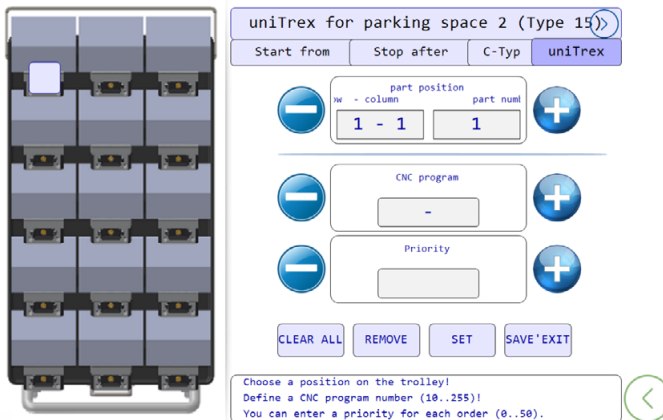 uniTrex for parking space 2 (Type 15)
Start from Stop after C-Typ uniTrex
part position
- column part
1 - 1 1
CNC program
-
Priority
CLEAR ALL REMOVE SET SAVE'EXIT
Choose a position on the trolley!
Define a CNC program number (10..255)!
You can enter a priority for each order (0..50).